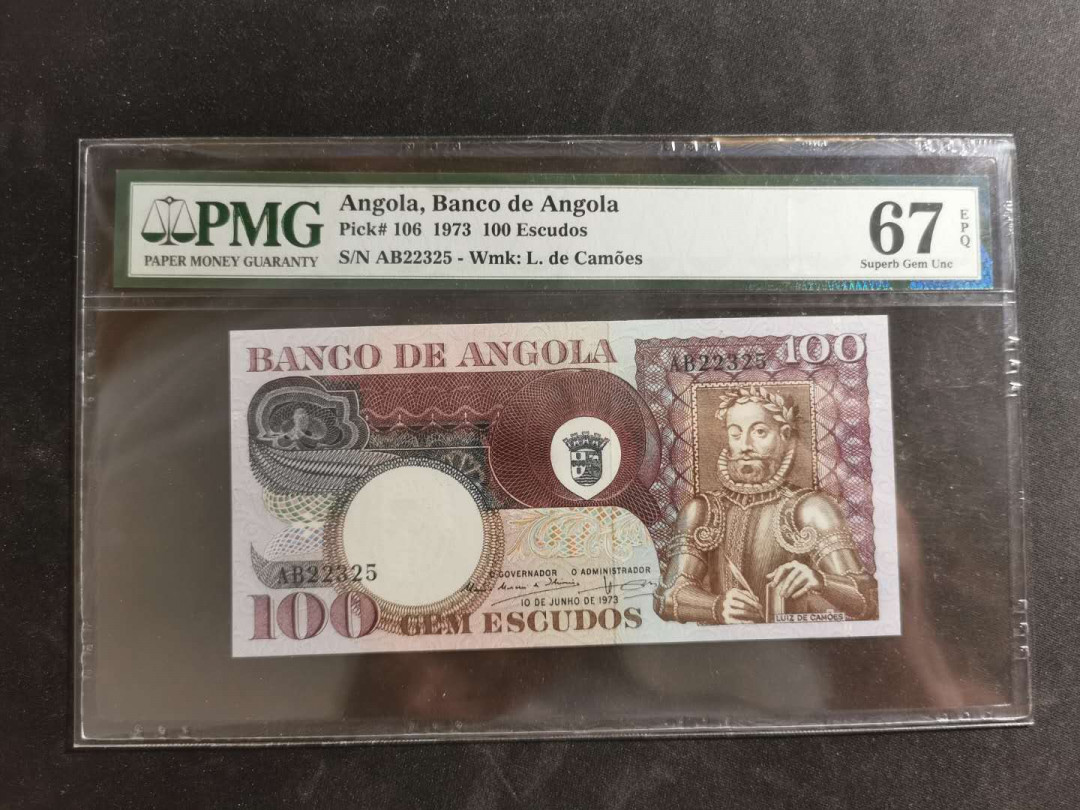 PMG
PAPER MONEY GUARANTY
Angola, Banco de Angola
Pick# 106 1973 100 Escudos
S/N AB22325 - Wmk: L. de Camões
67
EPQ
Superb Gem Unc
BANCO DE ANGOLA
AB22325 100
AB22325
O GOVERNADOR O ADMINISTRADOR
10 DE JUNHO DE 1973
100 CEM ESCUDOS
LUIZ DE CAMÕES